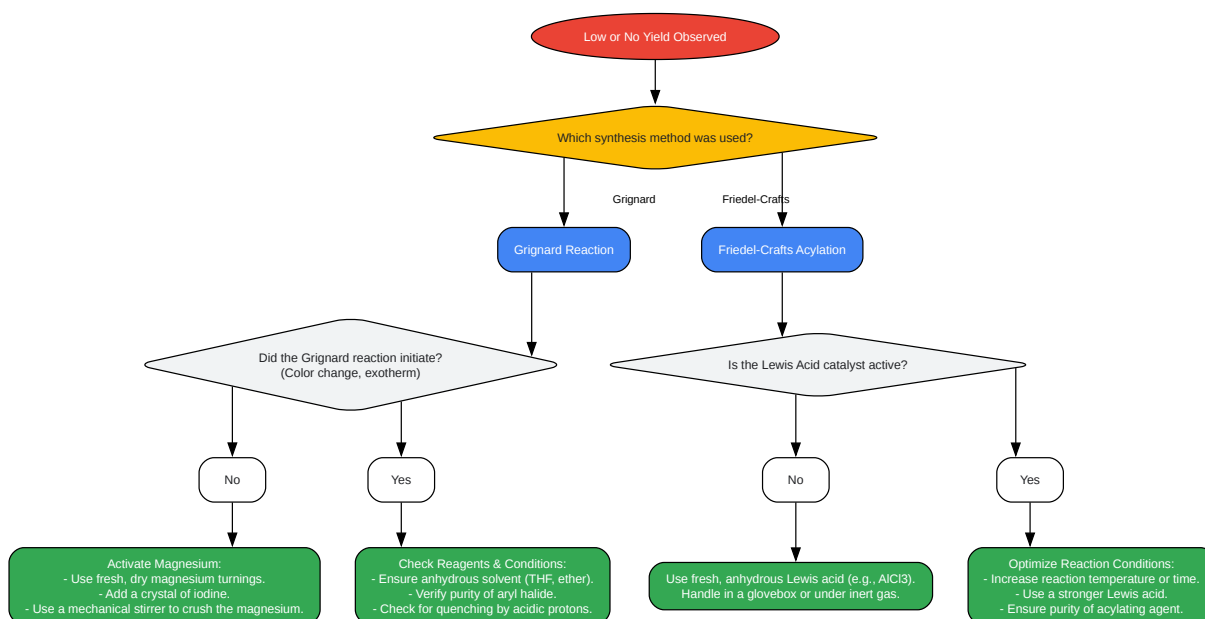 Low or No Yield Observed
Which synthesis method was used?
Grignard
Friedel-Crafts
Grignard Reaction
Friedel-Crafts Acylation
Did the Grignard reaction initiate?
(Color change, exotherm)
Is the Lewis Acid catalyst active?
No
Yes
No
Yes
Activate Magnesium:
- Use fresh, dry magnesium turnings.
- Add a crystal of iodine.
- Use a mechanical stirrer to crush the magnesium.
Check Reagents & Conditions:
- Ensure anhydrous solvent (THF, ether).
- Verify purity of aryl halide.
- Check for quenching by acidic protons.
Use fresh, anhydrous Lewis acid (e.g., AlCl3).
Handle in a glovebox or under inert gas.
Optimize Reaction Conditions:
- Increase reaction temperature or time.
- Use a stronger Lewis acid.
- Ensure purity of acylating agent.